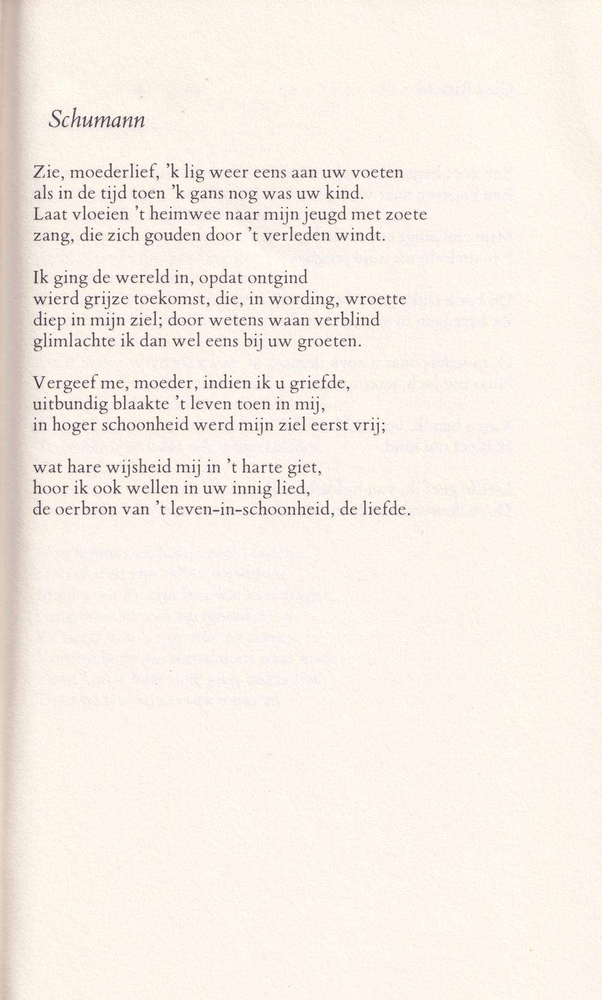 Schumann
Zie, moederlief, ’k lig weer eens aan uw voeten
als in de tijd toen ’k gans nog was uw kind.
Laat vloeien ’t heimwee naar mijn jeugd met zoete
zang, die zich gouden door ’t verleden windt.
Ik ging de wereld in, opdat ontgind
wierd grijze toekomst, die, in wording, wroette
diep in mijn ziel; door wetens waan verblind
glimlachte ik dan wel eens bij uw groeten.
Vergeef me, moeder, indien ik u griefde,
uitbundig blaakte ’t leven toen in mij,
in hoger schoonheid werd mijn ziel eerst vrij;
wat hare wijsheid mij in ’t harte giet,
hoor ik ook wellen in uw innig lied,
de oerbron van ’t leven-in-schoonheid, de liefde.